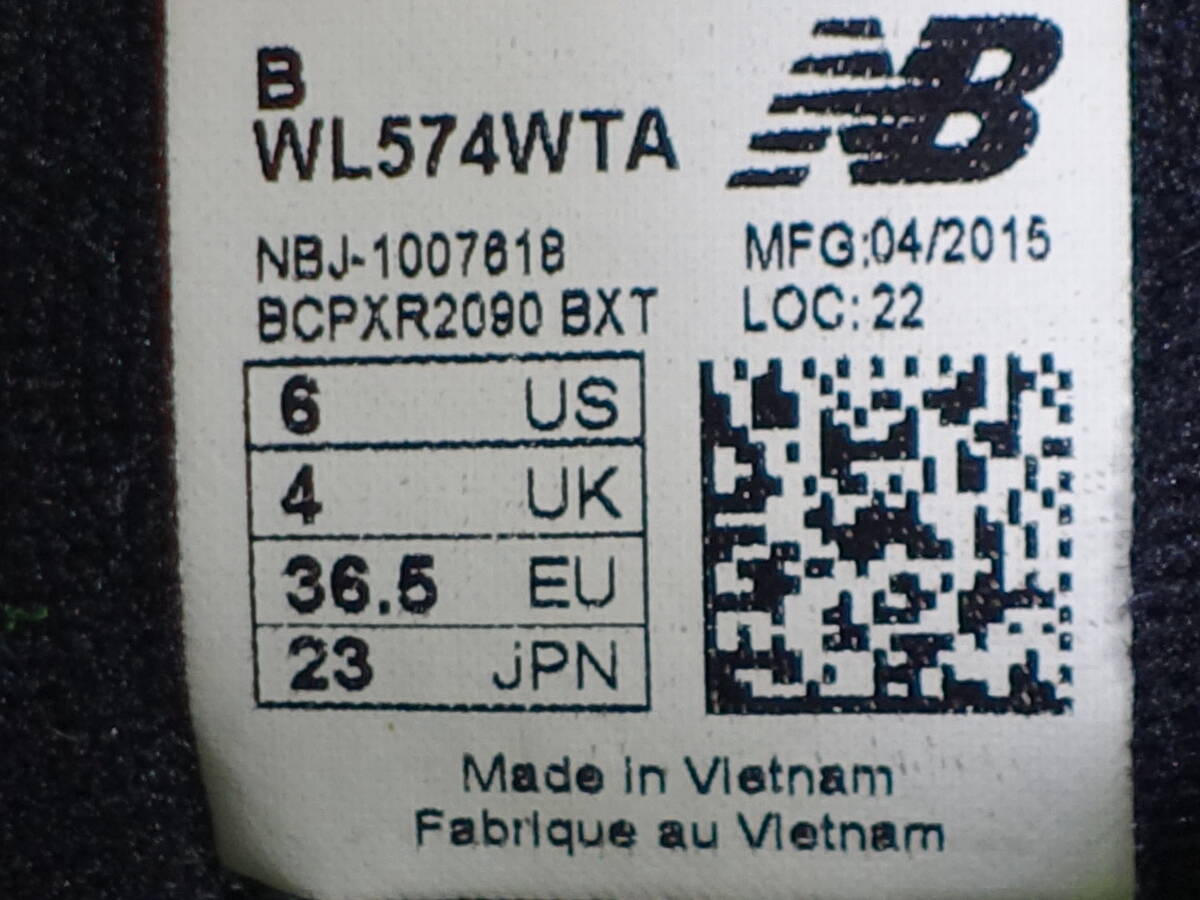 B
WL574WTA
NB
NBJ-1007618
BCPXR2090 BXT
MFG:04/2015
LOC: 22
6 US
4 UK
36.5 EU
23 JPN
Made in Vietnam
Fabrique au Vietnam